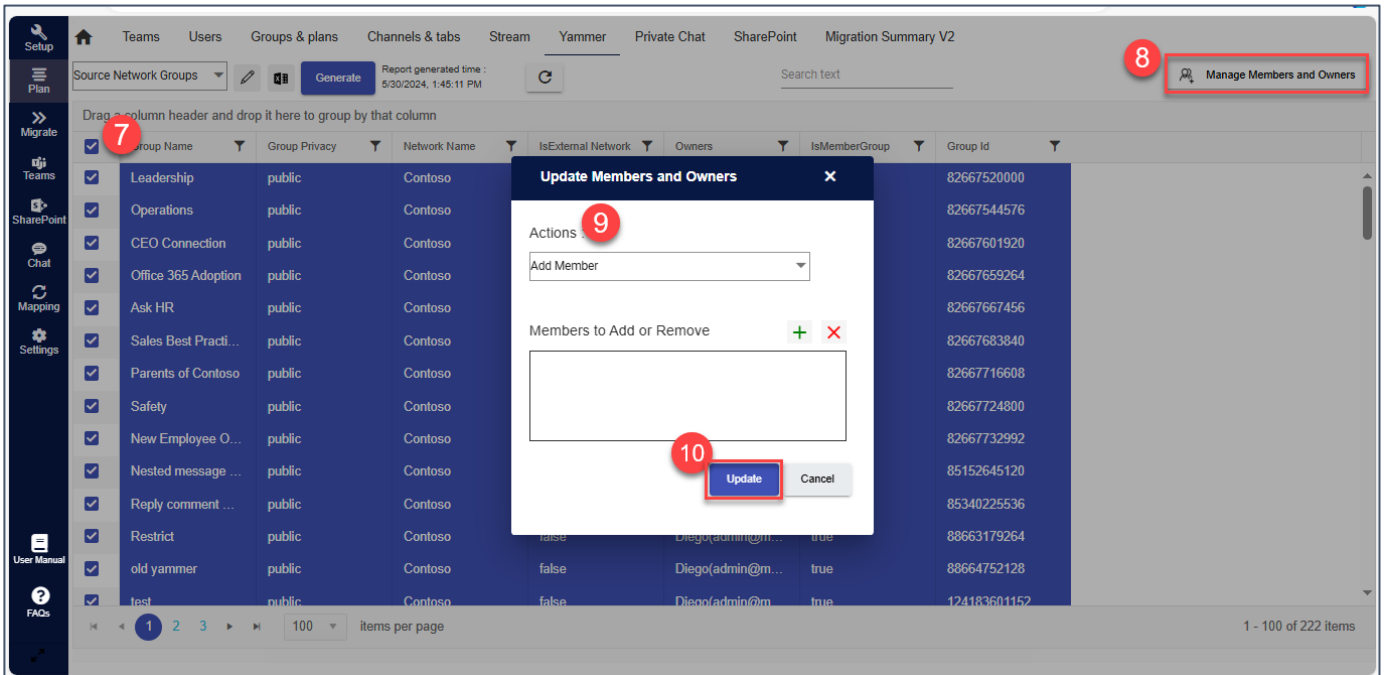 Setup
Teams Users Groups & plans Channels & tabs Stream Yammer Private Chat SharePoint Migration Summary V2
8
Plan
Source Network Groups Generate Report generated time :
5/30/2024, 1:45:11 PM
Search text
Manage Members and Owners
Migrate
Drag a column header and drop it here to group by that column
7
Group Name Group Privacy Network Name IsExternal Network Owners IsMemberGroup Group Id
Teams
SharePoint
Chat
Mapping
Settings
User Manual
FAQs
Leadership public Contoso 82667520000
Operations public Contoso 82667544576
CEO Connection public Contoso 82667601920
Office 365 Adoption public Contoso 82667659264
Ask HR public Contoso 82667667456
Sales Best Practi... public Contoso 82667683840
Parents of Contoso public Contoso 82667716608
Safety public Contoso 82667724800
New Employee O... public Contoso 82667732992
Nested message ... public Contoso 85152645120
Reply comment ... public Contoso 85340225536
Restrict public Contoso false Diego(admin@m... true 88663179264
old yammer public Contoso false Diego(admin@m... true 88664752128
test public Contoso false Diego(admin@m... true 124183601152
Update Members and Owners
9
Actions :
Add Member
Members to Add or Remove
10
Update Cancel
1 2 3 100 items per page 1 - 100 of 222 items